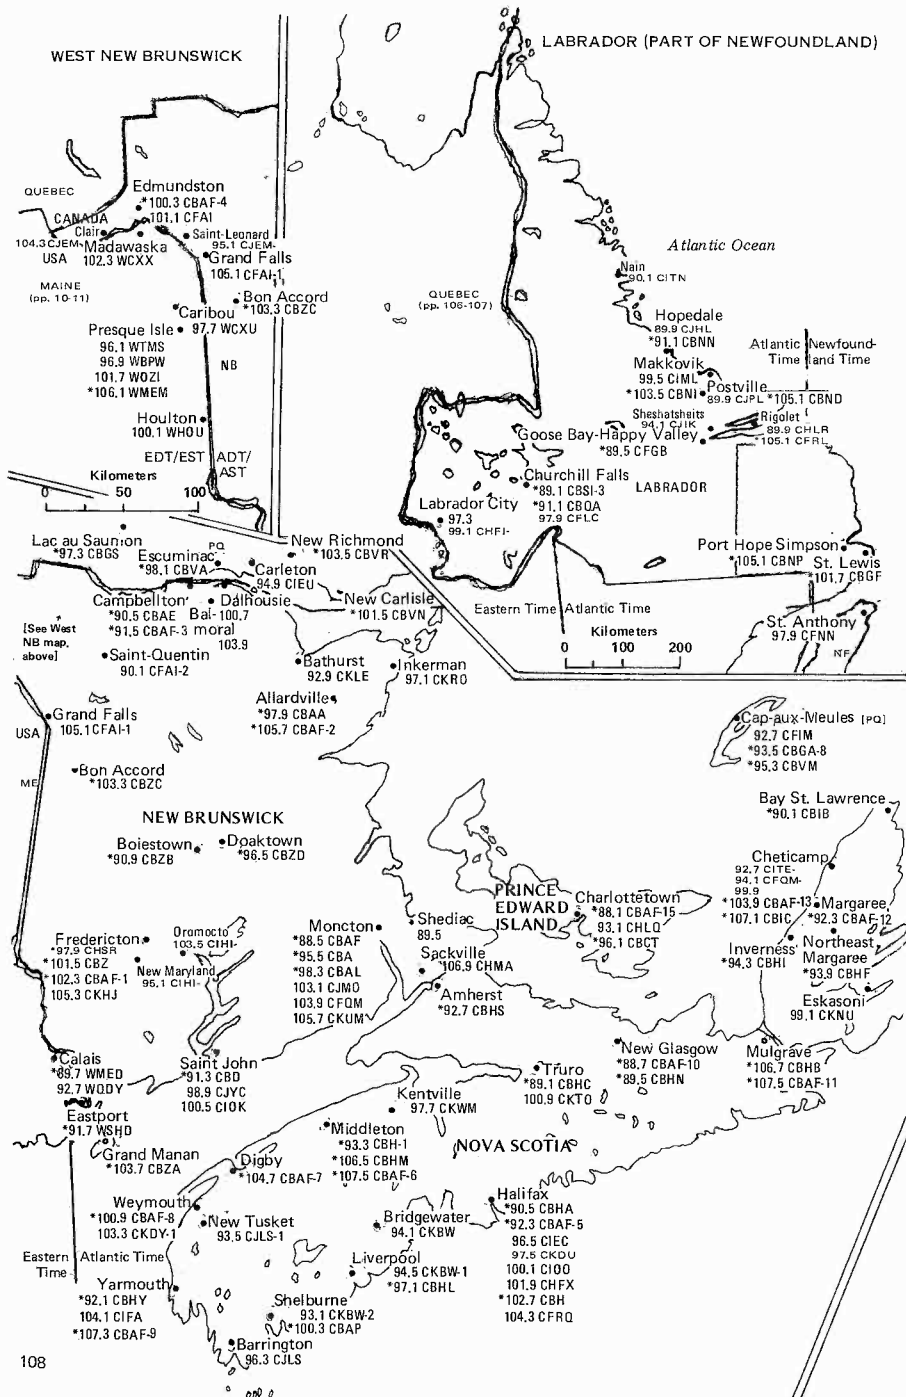 WEST NEW BRUNSWICK
QUEBEC
Edmundston
*100.3 CBAF-4
101.1 CFAI
CANADA
Clair
104.3 CJEM-
USA
Madawaska
102.3 WCXX
Saint-Leonard
95.1 CJEM-
Grand Falls
105.1 CFAI-1
MAINE
(pp. 10-11)
Bon Accord
*103.3 CBZC
Caribou
97.7 WCXU
Presque Isle
96.1 WTMS
96.9 WBPW
101.7 WOZI
*106.1 WMEM
NB
Houlton
100.1 WHOU
EDT/EST
ADT/
AST
Kilometers
0 50 100
LABRADOR (PART OF NEWFOUNDLAND)
Atlantic Ocean
QUEBEC
(pp. 106-107)
Nain
90.1 CITN
Hopedale
89.9 CJHL
*91.1 CBNN
Atlantic
Time
Newfound-
land Time
Makkovik
99.5 CIML
*103.5 CBNI
Postville
89.9 CJPL
*105.1 CBND
Sheshatsheits
94.1 CJIK
Rigolet
89.9 CHLR
*105.1 CFRL
Goose Bay-Happy Valley
*89.5 CFGB
Churchill Falls
*89.1 CBSI-3
*91.1 CBQA
97.9 CFLC
LABRADOR
Labrador City
97.3
99.1 CHFI-
Port Hope Simpson
*105.1 CBNP
St. Lewis
*101.7 CBGF
Eastern Time
Atlantic Time
Kilometers
0 100 200
St. Anthony
97.9 CFNN
NF
Lac au Saunion
*97.3 CBGS
Escuminac
*98.1 CBVA
PQ
New Richmond
*103.5 CBVR
Carleton
94.9 CIEU
Campbellton
*90.5 CBAE
*91.5 CBAF-3
Dalhousie
100.7
Bal-
moral
103.9
New Carlisle
*101.5 CBVN
[See West
NB map,
above]
Saint-Quentin
90.1 CFAI-2
Bathurst
92.9 CKLE
Inkerman
97.1 CKRO
Allardville
*97.9 CBAA
*105.7 CBAF-2
USA
Grand Falls
105.1 CFAI-1
ME
Bon Accord
*103.3 CBZC
NEW BRUNSWICK
Boiestown
*90.9 CBZB
Doaktown
*96.5 CBZD
Cap-aux-Meules [PQ]
92.7 CFIM
*93.5 CBGA-8
*95.3 CBVM
Bay St. Lawrence
*90.1 CBIB
Cheticamp
92.7 CITE-
94.1 CFQM-
99.9
*103.9 CBAF-13
*107.1 CBIC
Margaree
*92.3 CBAF-12
Inverness
*94.3 CBHI
Northeast
Margaree
*93.9 CBHF
Eskasoni
99.1 CKNU
PRINCE
EDWARD
ISLAND
Charlottetown
*88.1 CBAF-15
93.1 CHLQ
*96.1 CBCT
Fredericton
*97.9 CHSR
*101.5 CBZ
*102.3 CBAF-1
105.3 CKHJ
Oromocto
103.5 CIHI-
New Maryland
95.1 CIHI-
Moncton
*88.5 CBAF
*95.5 CBA
*98.3 CBAL
103.1 CJMO
103.9 CFQM
105.7 CKUM
Shediac
89.5
Sackville
*106.9 CHMA
Amherst
*92.7 CBHS
Calais
*89.7 WMED
92.7 WQDY
Saint John
*91.3 CBD
98.9 CJYC
100.5 CIOK
Eastport
*91.7 WSHD
Grand Manan
*103.7 CBZA
New Glasgow
*88.7 CBAF-10
*89.5 CBHN
Mulgrave
*106.7 CBHB
*107.5 CBAF-11
Truro
*89.1 CBHC
100.9 CKTO
Kentville
97.7 CKWM
Middleton
*93.3 CBH-1
*106.5 CBHM
*107.5 CBAF-6
NOVA SCOTIA
Digby
*104.7 CBAF-7
Weymouth
*100.9 CBAF-8
103.3 CKDY-1
New Tusket
93.5 CJLS-1
Bridgewater
94.1 CKBW
Halifax
*90.5 CBHA
*92.3 CBAF-5
96.5 CIEC
97.5 CKDU
100.1 CIOO
101.9 CHFX
*102.7 CBH
104.3 CFRQ
Eastern
Time
Atlantic Time
Liverpool
94.5 CKBW-1
*97.1 CBHL
Yarmouth
*92.1 CBHY
104.1 CIFA
*107.3 CBAF-9
Shelburne
93.1 CKBW-2
*100.3 CBAP
Barrington
96.3 CJLS
108